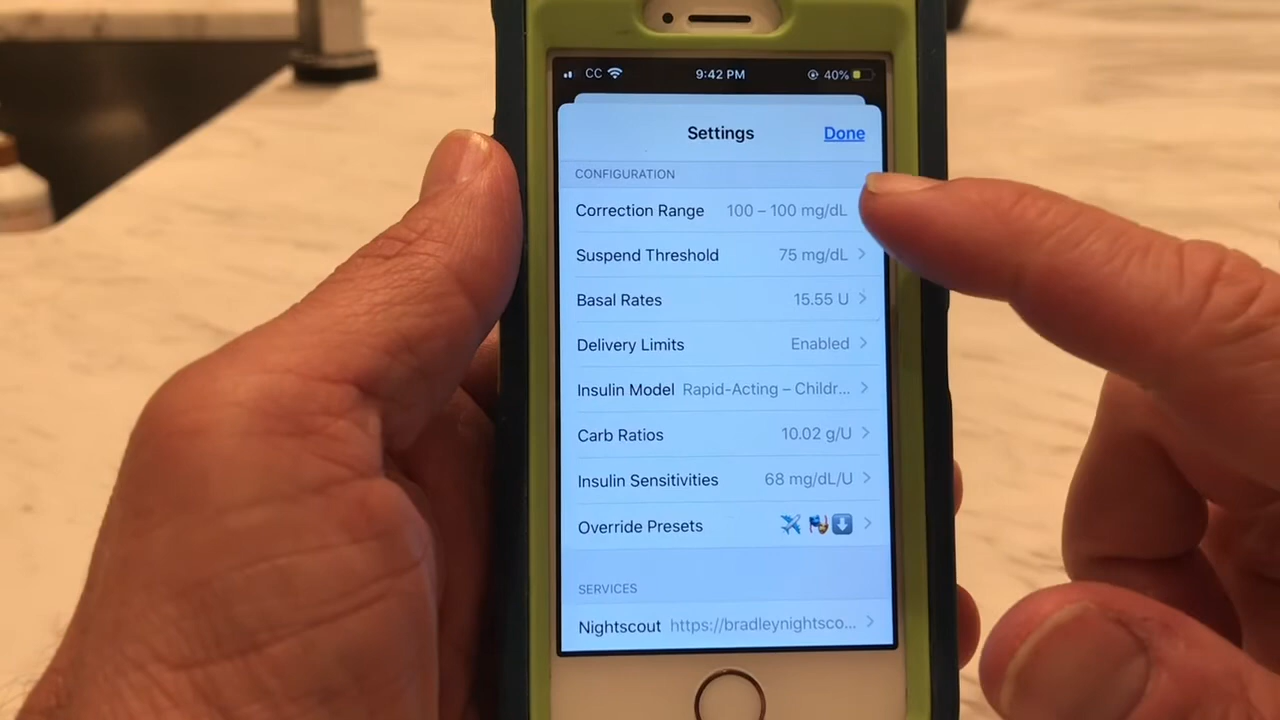 CC 9:42 PM 40%
Settings Done
CONFIGURATION
Correction Range 100 – 100 mg/dL
Suspend Threshold 75 mg/dL
Basal Rates 15.55 U
Delivery Limits Enabled
Insulin Model Rapid-Acting – Childr...
Carb Ratios 10.02 g/U
Insulin Sensitivities 68 mg/dL/U
Override Presets
SERVICES
Nightscout https://bradleynightsco...